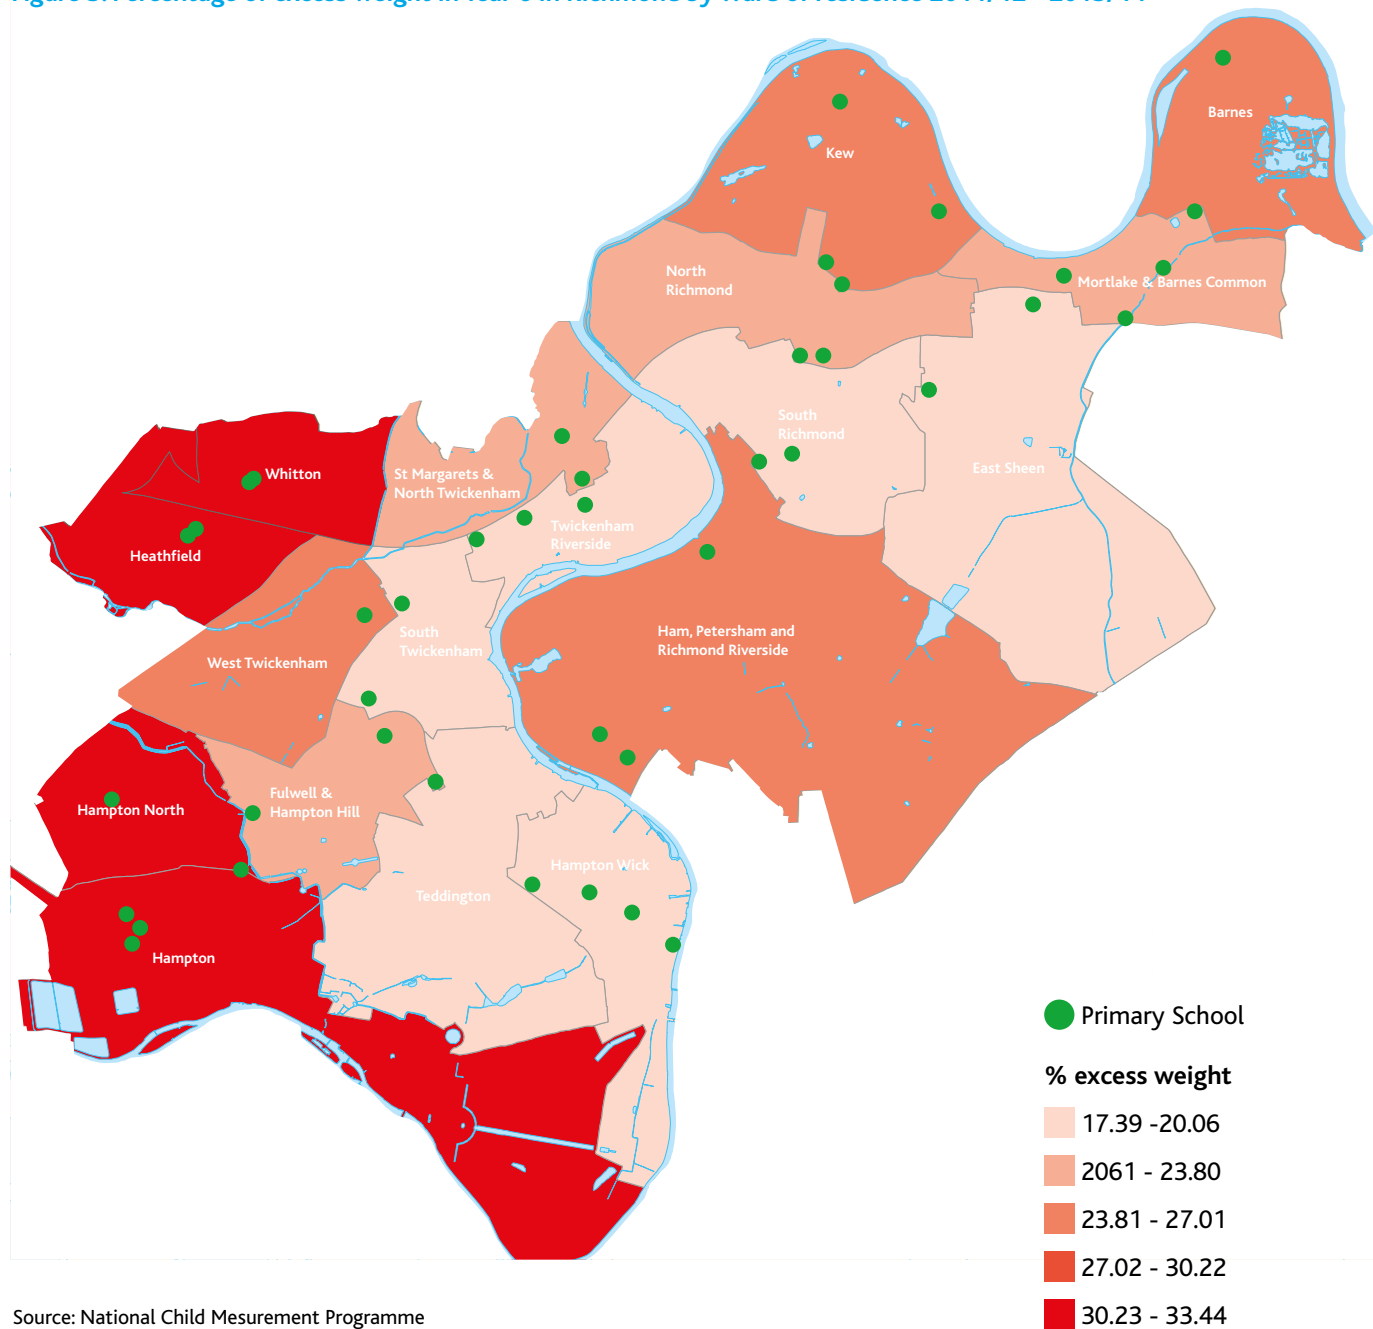 Barnes
Kew
North
Richmond
Mortlake & Barnes Common
South
Richmond
East Sheen
Whitton
St Margarets &
North Twickenham
Twickenham
Riverside
Heathfield
South
Twickenham
Ham, Petersham and
Richmond Riverside
West Twickenham
Hampton North
Fulwell &
Hampton Hill
Hampton Wick
Teddington
Hampton
Primary School
% excess weight
17.39 -20.06
2061 - 23.80
23.81 - 27.01
27.02 - 30.22
30.23 - 33.44
Source: National Child Mesurement Programme